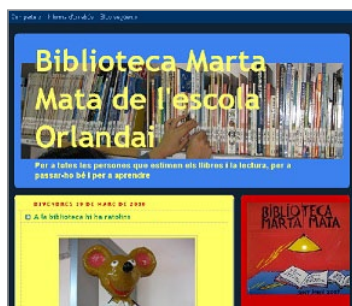 Biblioteca Marta
Mata de l'escola
Orlandai
Per a totes les persones que estimen els llibres i la lectura, per a
passar-ho bé i per a aprendre
A la biblioteca hi ha ratolins
BIBLIOTECA
MARTA MATA